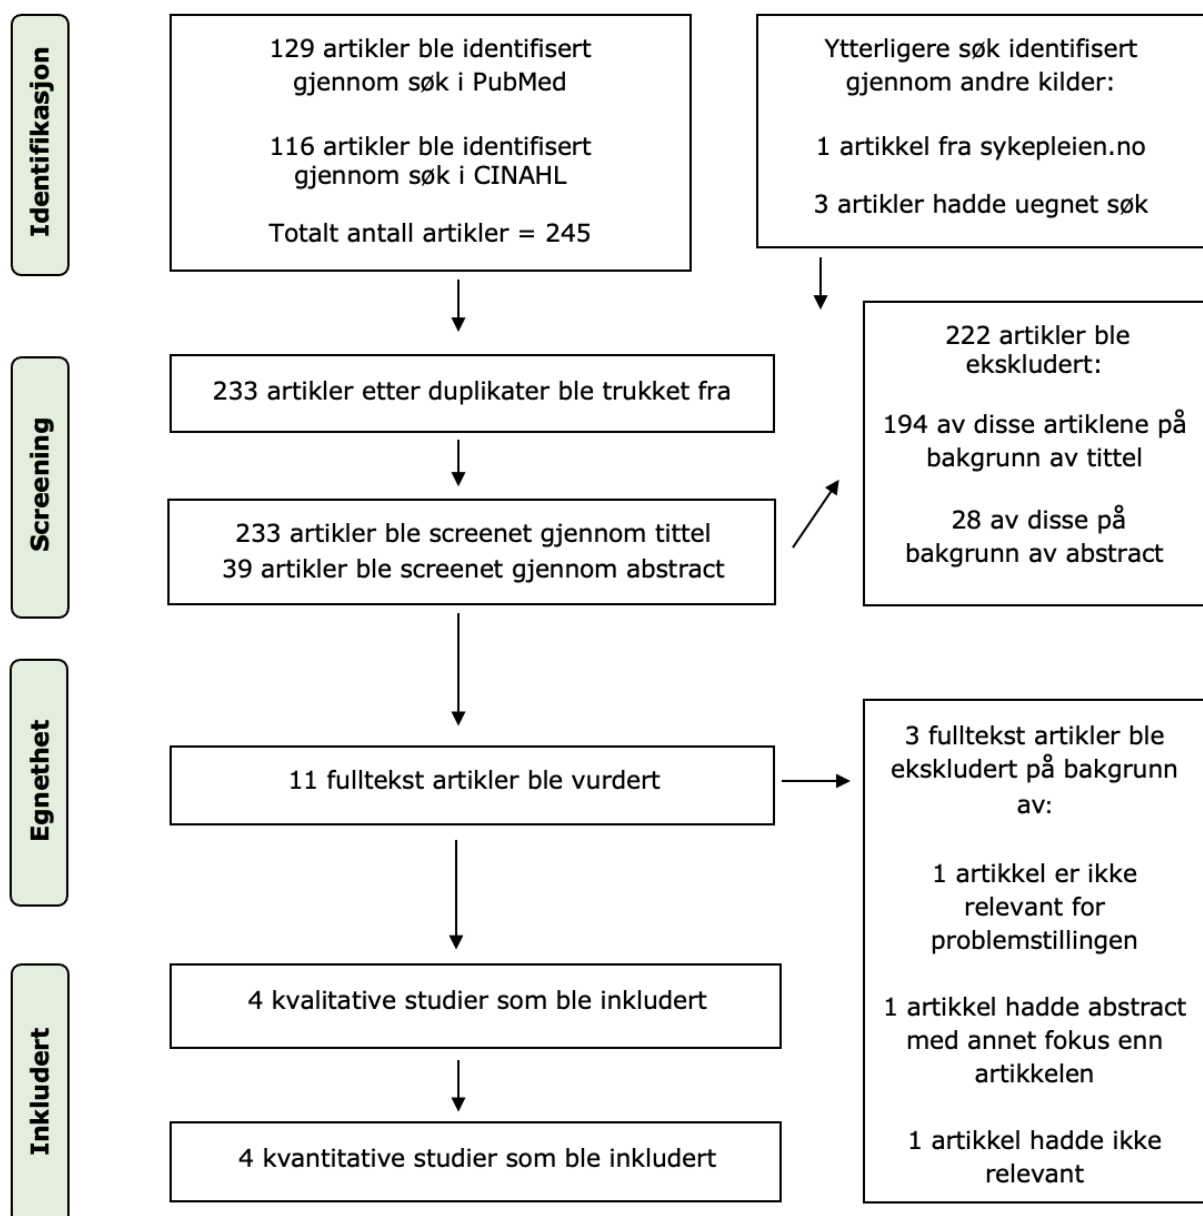 Identifikasjon
129 artikler ble identifisert
gjennom søk i PubMed
116 artikler ble identifisert
gjennom søk i CINAHL
Totalt antall artikler = 245
Ytterligere søk identifisert
gjennom andre kilder:
1 artikkel fra sykepleien.no
3 artikler hadde uegnet søk
Screening
233 artikler etter duplikater ble trukket fra
233 artikler ble screenet gjennom tittel
39 artikler ble screenet gjennom abstract
222 artikler ble
ekskludert:
194 av disse artiklene på
bakgrunn av tittel
28 av disse på
bakgrunn av abstract
Egnethet
11 fulltekst artikler ble vurdert
3 fulltekst artikler ble
ekskludert på bakgrunn
av:
1 artikkel er ikke
relevant for
problemstillingen
1 artikkel hadde abstract
med annet fokus enn
artikkelen
1 artikkel hadde ikke
relevant
Inkludert
4 kvalitative studier som ble inkludert
4 kvantitative studier som ble inkludert